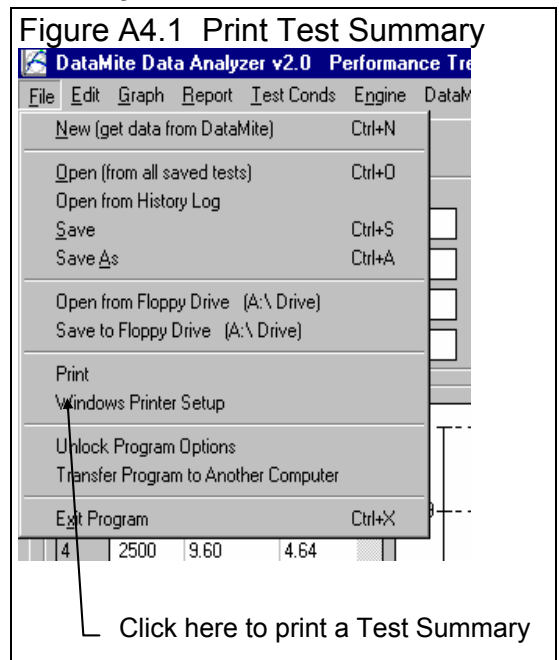 Figure A4.1 Print Test Summary
DataMite Data Analyzer v2.0 Performance Tre
File Edit Graph Report Test Conds Engine DataM
New (get data from DataMite) Ctrl+N
Open (from all saved tests) Ctrl+O
Open from History Log
Save Ctrl+S
Save As Ctrl+A
Open from Floppy Drive (A:\ Drive)
Save to Floppy Drive (A:\ Drive)
Print
Windows Printer Setup
Unlock Program Options
Transfer Program to Another Computer
Exit Program Ctrl+X
4 2500 9.60 4.64
Click here to print a Test Summary